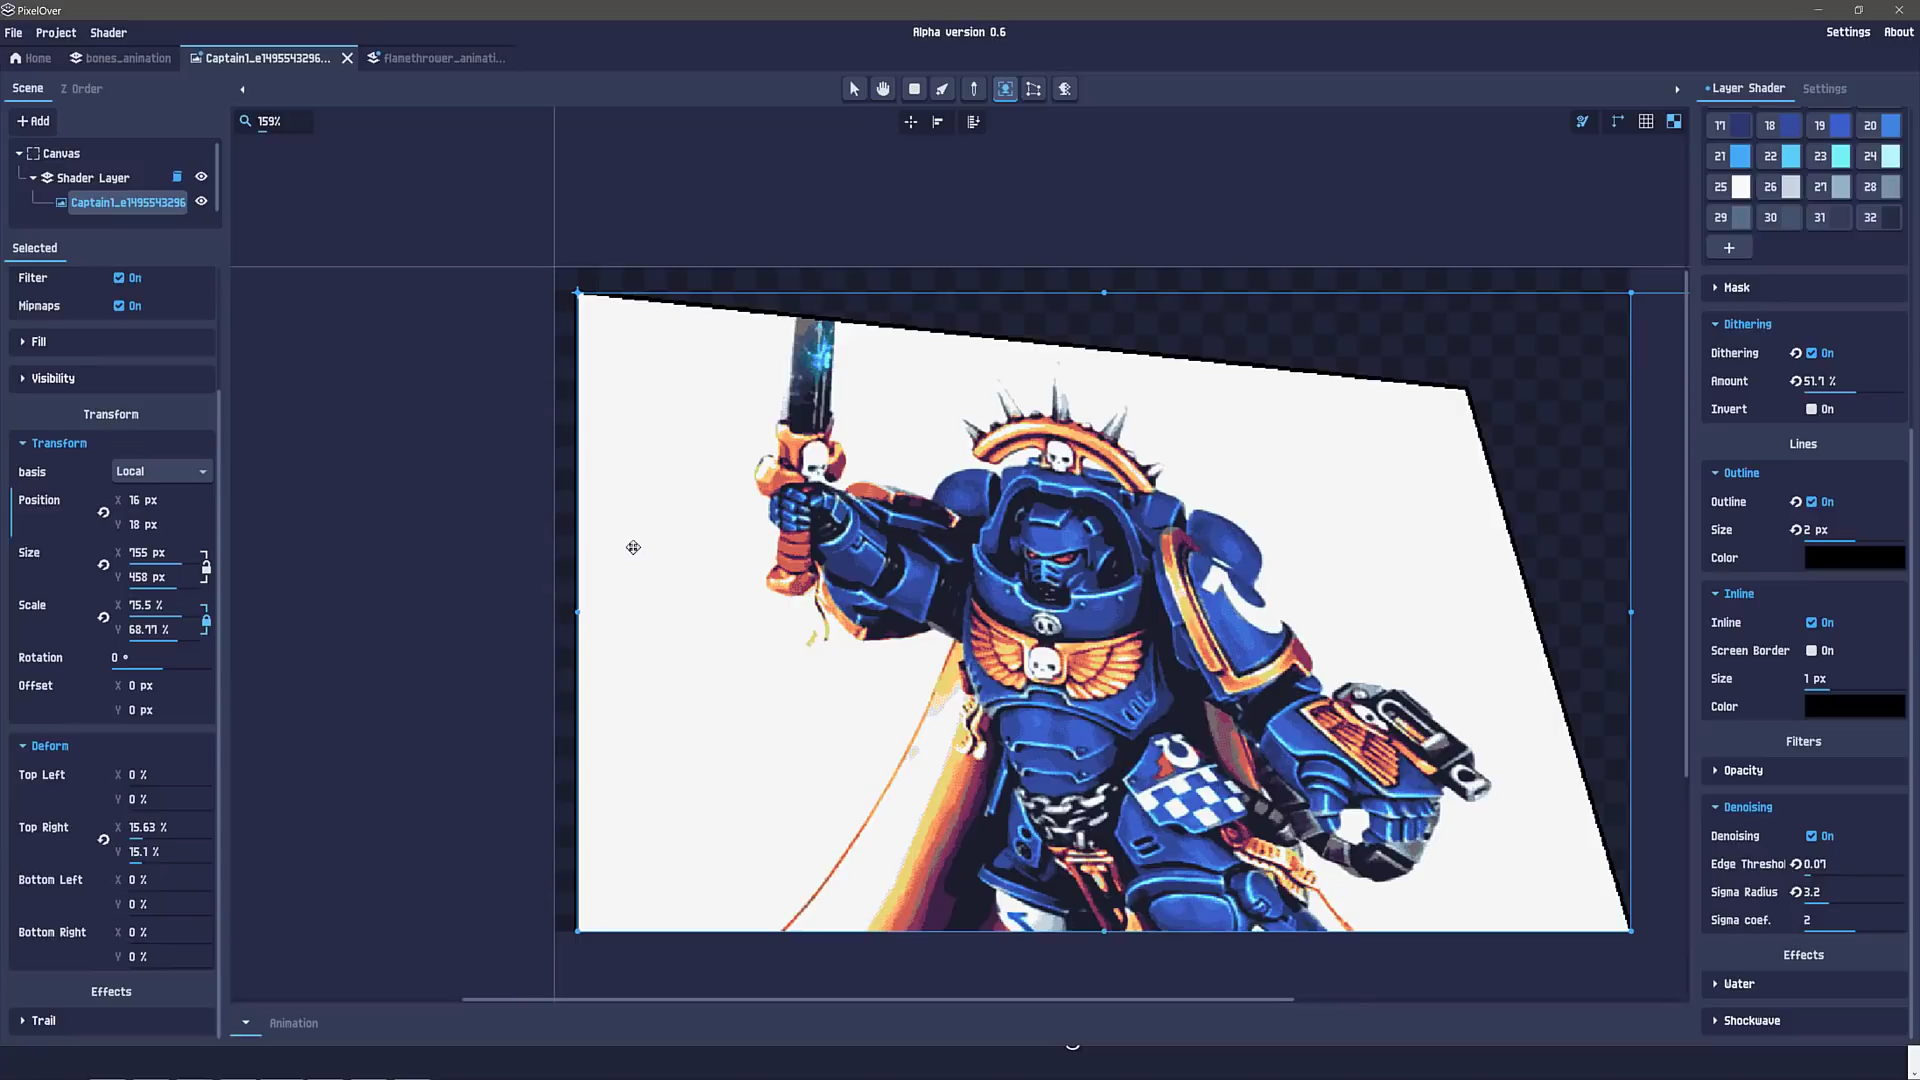 PixelOver
File Project Shader
Alpha version 0.6
Settings About
Home bones_animation Captain1_e1495543296... flamethrower_animati...
Scene Z Order
Layer Shader Settings
Add
159%
Canvas
Shader Layer
Captain1_e1495543296
Selected
Filter On
Mipmaps On
Fill
Visibility
Transform
Transform
basis Local
Position X 16 px
Y 18 px
Size X 755 px
Y 458 px
Scale X 75.5 %
Y 68.77 %
Rotation 0 °
Offset X 0 px
Y 0 px
Deform
Top Left X 0 %
Y 0 %
Top Right X 15.63 %
Y 15.1 %
Bottom Left X 0 %
Y 0 %
Bottom Right X 0 %
Y 0 %
Effects
Trail
Animation
17 18 19 20
21 22 23 24
25 26 27 28
29 30 31 32
+
Mask
Dithering
Dithering On
Amount 51.7 %
Invert On
Lines
Outline
Outline On
Size 2 px
Color
Inline
Inline On
Screen Border On
Size 1 px
Color
Filters
Opacity
Denoising
Denoising On
Edge Threshol 0.07
Sigma Radius 3.2
Sigma coef. 2
Effects
Water
Shockwave